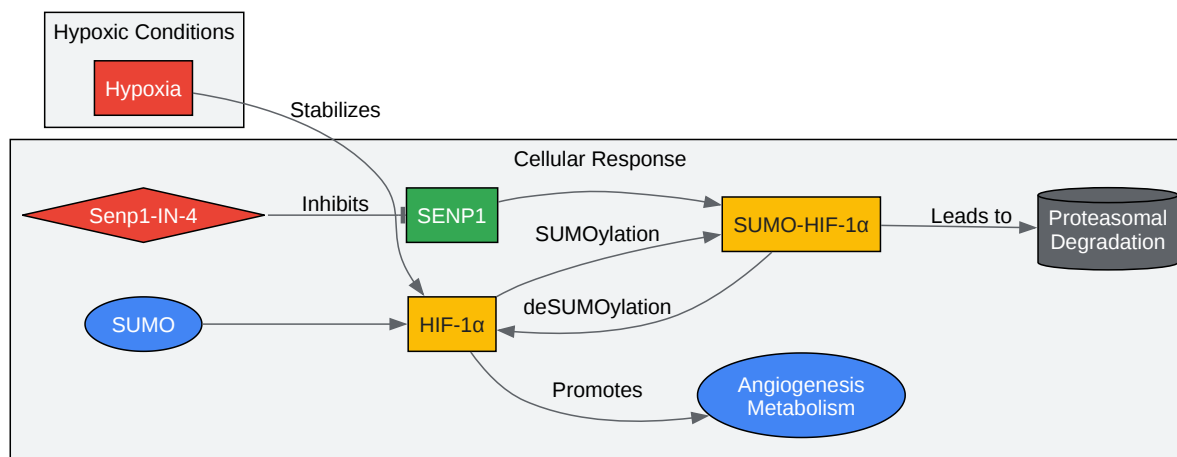 Hypoxic Conditions
Hypoxia
Stabilizes
Cellular Response
Senp1-IN-4
Inhibits
SENP1
SUMOylation
SUMO-HIF-1α
Leads to
Proteasomal
Degradation
SUMO
HIF-1α
deSUMOylation
Promotes
Angiogenesis
Metabolism